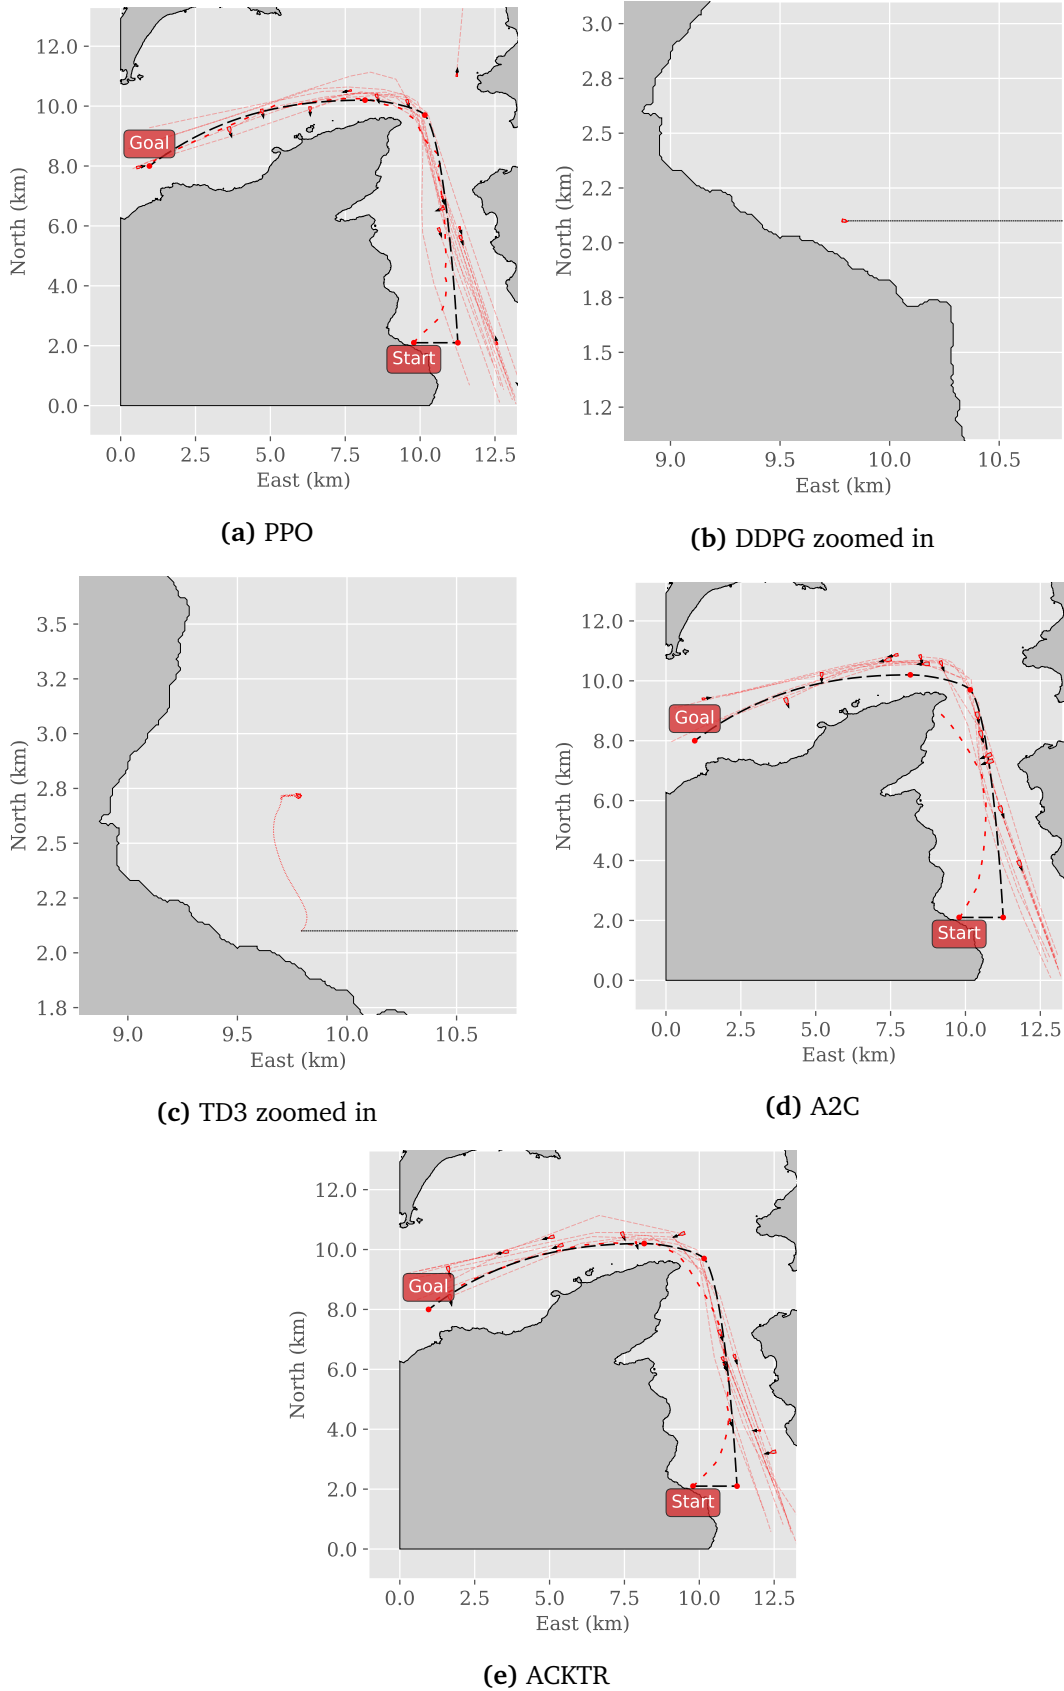 12.0
10.0
8.0
6.0
4.0
2.0
0.0
North (km)
Goal
Start
0.0 2.5 5.0 7.5 10.0 12.5
East (km)
(a) PPO
3.0
2.8
2.5
2.2
2.0
1.8
1.5
1.2
North (km)
9.0 9.5 10.0 10.5
East (km)
(b) DDPG zoomed in
3.5
3.2
3.0
2.8
2.5
2.2
2.0
1.8
North (km)
9.0 9.5 10.0 10.5
East (km)
(c) TD3 zoomed in
12.0
10.0
8.0
6.0
4.0
2.0
0.0
North (km)
Goal
Start
0.0 2.5 5.0 7.5 10.0 12.5
East (km)
(d) A2C
12.0
10.0
8.0
6.0
4.0
2.0
0.0
North (km)
Goal
Start
0.0 2.5 5.0 7.5 10.0 12.5
East (km)
(e) ACKTR